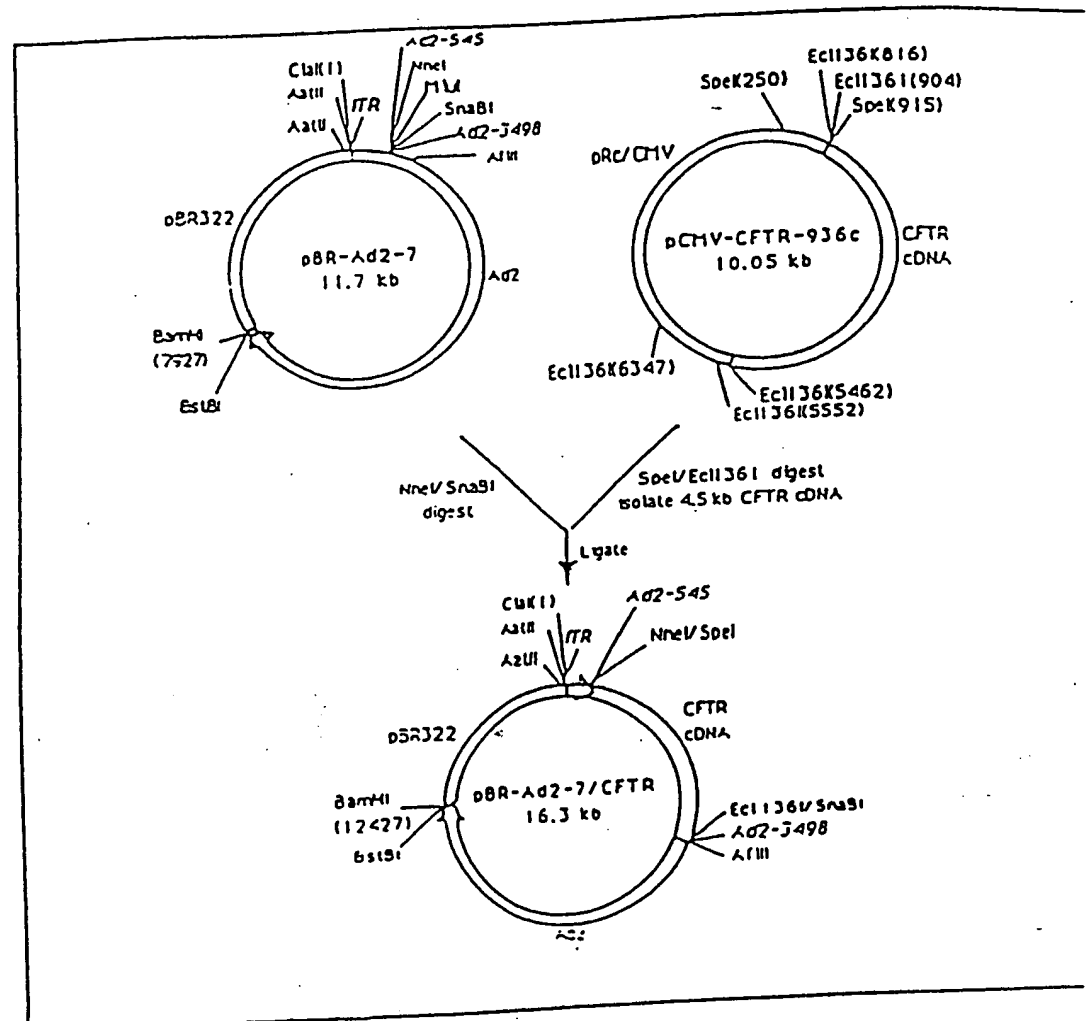 Ad2-545
ClaI(1)
NheI
AatII
MluI
ITR
SnaBI
AatII
Ad2-3498
AflII
pBR322
pBR-Ad2-7
11.7 kb
Ad2
BamHI
(7527)
BstBI
Ecl136I(816)
SpeI(250)
Ecl136I(904)
SpeI(915)
pRc/CMV
pCMV-CFTR-936c
10.05 kb
CFTR
cDNA
Ecl136I(6347)
Ecl136I(5462)
Ecl136I(5552)
NheI/SnaBI
digest
SpeI/Ecl136I digest
isolate 4.5 kb CFTR cDNA
Ligate
ClaI(1)
Ad2-545
AatII
ITR
NheI/SpeI
AatII
CFTR
cDNA
pBR322
pBR-Ad2-7/CFTR
16.3 kb
BamHI
(12427)
BstBI
Ecl136I/SnaBI
Ad2-3498
AflII